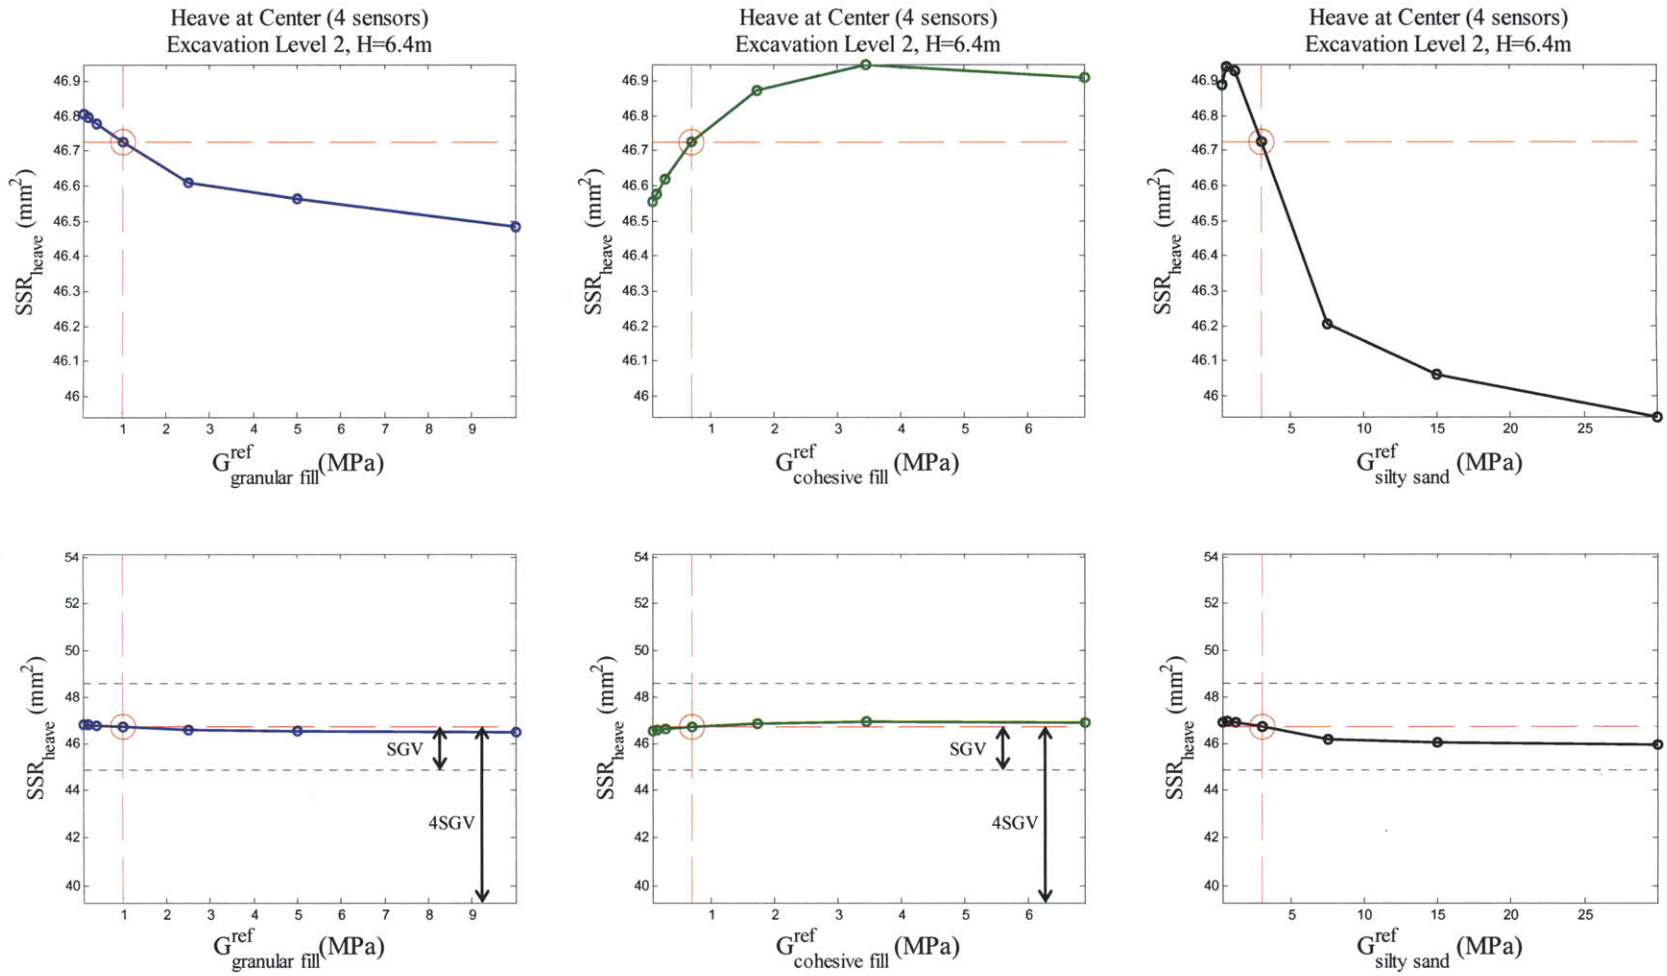 Heave at Center (4 sensors)
Excavation Level 2, H=6.4m
46.9
46.8
46.7
46.6
46.5
46.4
46.3
46.2
46.1
46
SSR_heave (mm²)
1 2 3 4 5 6 7 8 9
G^ref_granular fill (MPa)
Heave at Center (4 sensors)
Excavation Level 2, H=6.4m
46.9
46.8
46.7
46.6
46.5
46.4
46.3
46.2
46.1
46
SSR_heave (mm²)
1 2 3 4 5 6
G^ref_cohesive fill (MPa)
Heave at Center (4 sensors)
Excavation Level 2, H=6.4m
46.9
46.8
46.7
46.6
46.5
46.4
46.3
46.2
46.1
46
SSR_heave (mm²)
5 10 15 20 25
G^ref_silty sand (MPa)
54
52
50
48
46
44
42
40
SSR_heave (mm²)
SGV
4SGV
1 2 3 4 5 6 7 8 9
G^ref_granular fill (MPa)
54
52
50
48
46
44
42
40
SSR_heave (mm²)
SGV
4SGV
1 2 3 4 5 6
G^ref_cohesive fill (MPa)
54
52
50
48
46
44
42
40
SSR_heave (mm²)
5 10 15 20 25
G^ref_silty sand (MPa)